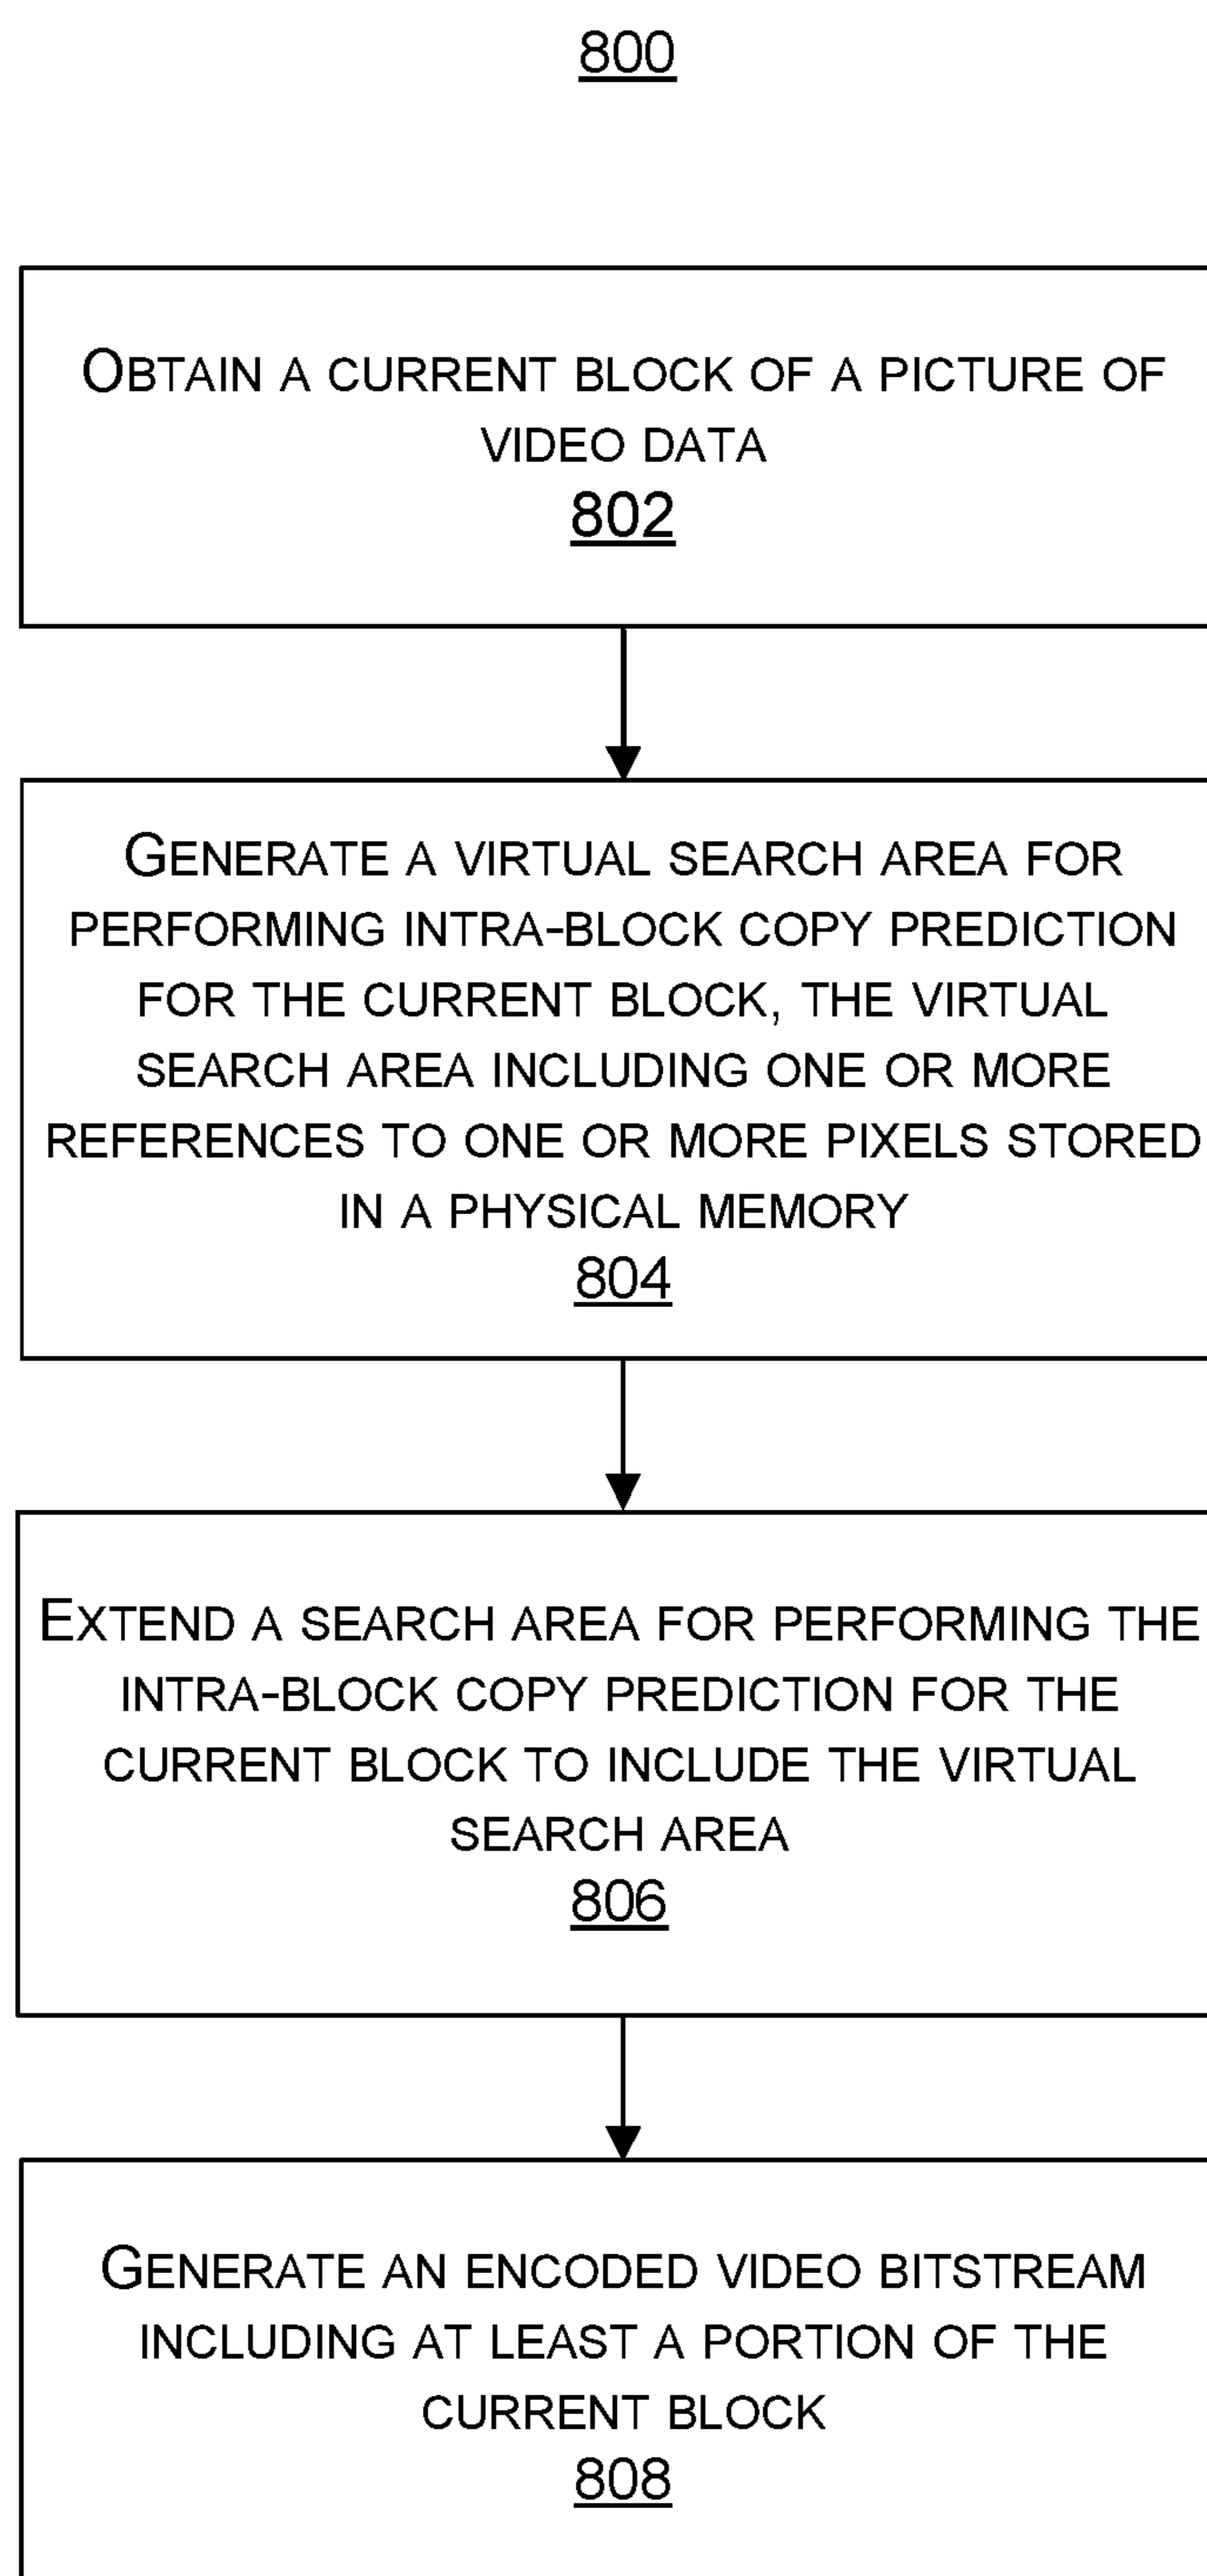 800
OBTAIN A CURRENT BLOCK OF A PICTURE OF
VIDEO DATA
802
GENERATE A VIRTUAL SEARCH AREA FOR
PERFORMING INTRA-BLOCK COPY PREDICTION
FOR THE CURRENT BLOCK, THE VIRTUAL
SEARCH AREA INCLUDING ONE OR MORE
REFERENCES TO ONE OR MORE PIXELS STORED
IN A PHYSICAL MEMORY
804
EXTEND A SEARCH AREA FOR PERFORMING THE
INTRA-BLOCK COPY PREDICTION FOR THE
CURRENT BLOCK TO INCLUDE THE VIRTUAL
SEARCH AREA
806
GENERATE AN ENCODED VIDEO BITSTREAM
INCLUDING AT LEAST A PORTION OF THE
CURRENT BLOCK
808